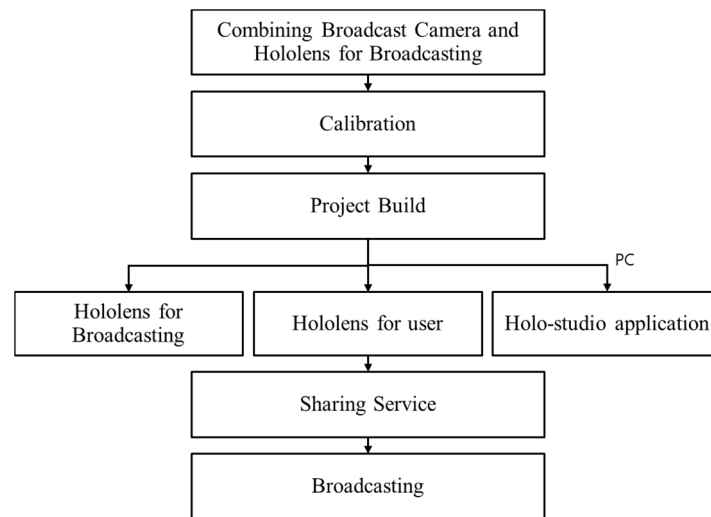 Combining Broadcast Camera and
Hololens for Broadcasting
Calibration
Project Build
PC
Hololens for
Broadcasting
Hololens for user
Holo-studio application
Sharing Service
Broadcasting